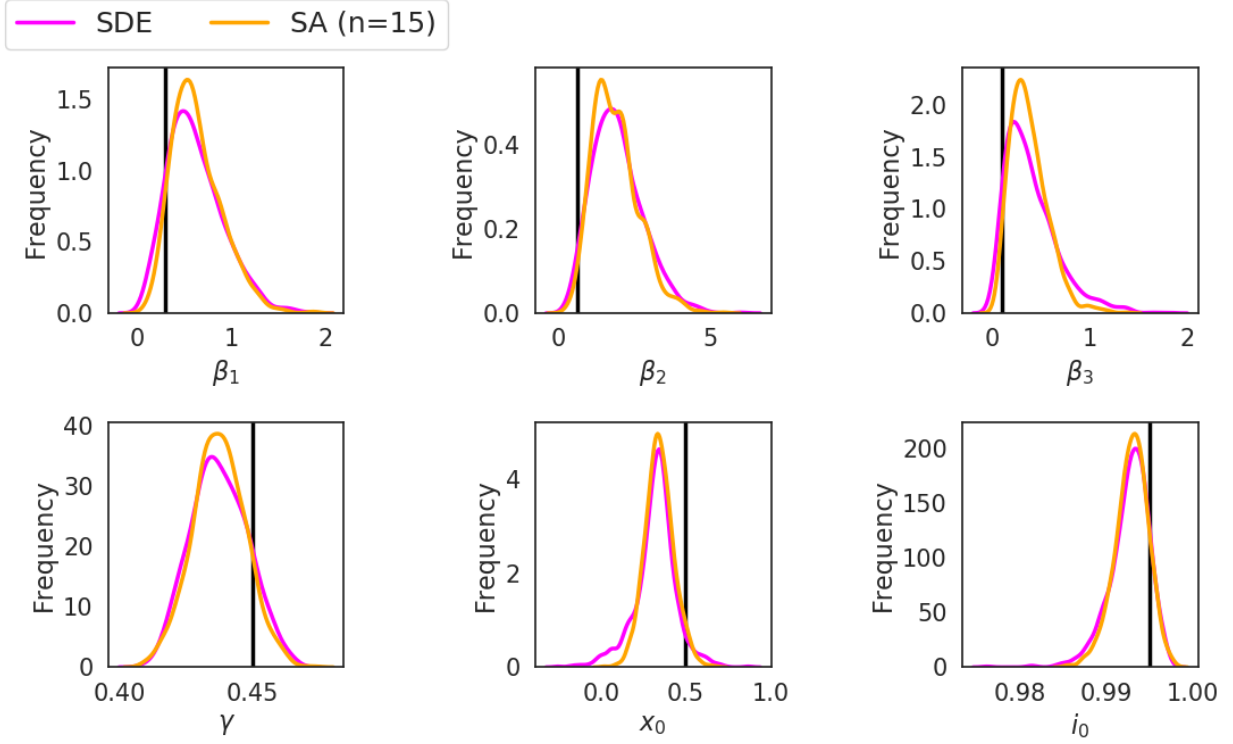 SDE SA (n=15)
Frequency
1.5
1.0
0.5
0.0
0 1 2
β₁
Frequency
0.4
0.2
0.0
0 5
β₂
Frequency
2.0
1.5
1.0
0.5
0.0
0 1 2
β₃
Frequency
40
30
20
10
0
0.40 0.45
γ
Frequency
4
2
0
0.0 0.5 1.0
x₀
Frequency
200
150
100
50
0
0.98 0.99 1.00
i₀